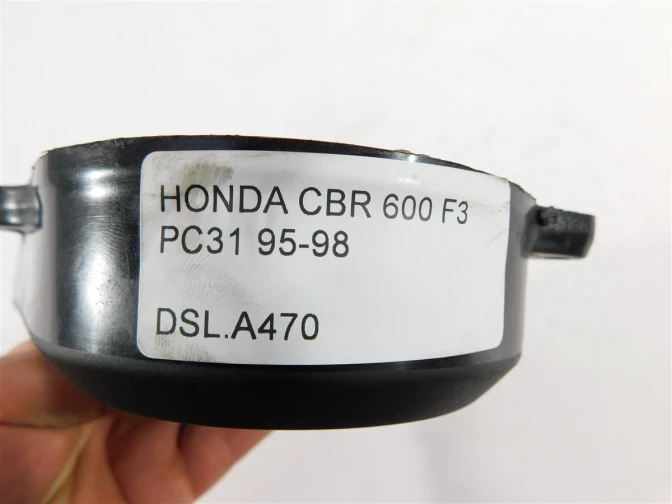 HONDA CBR 600 F3
PC31 95-98
DSL.A470